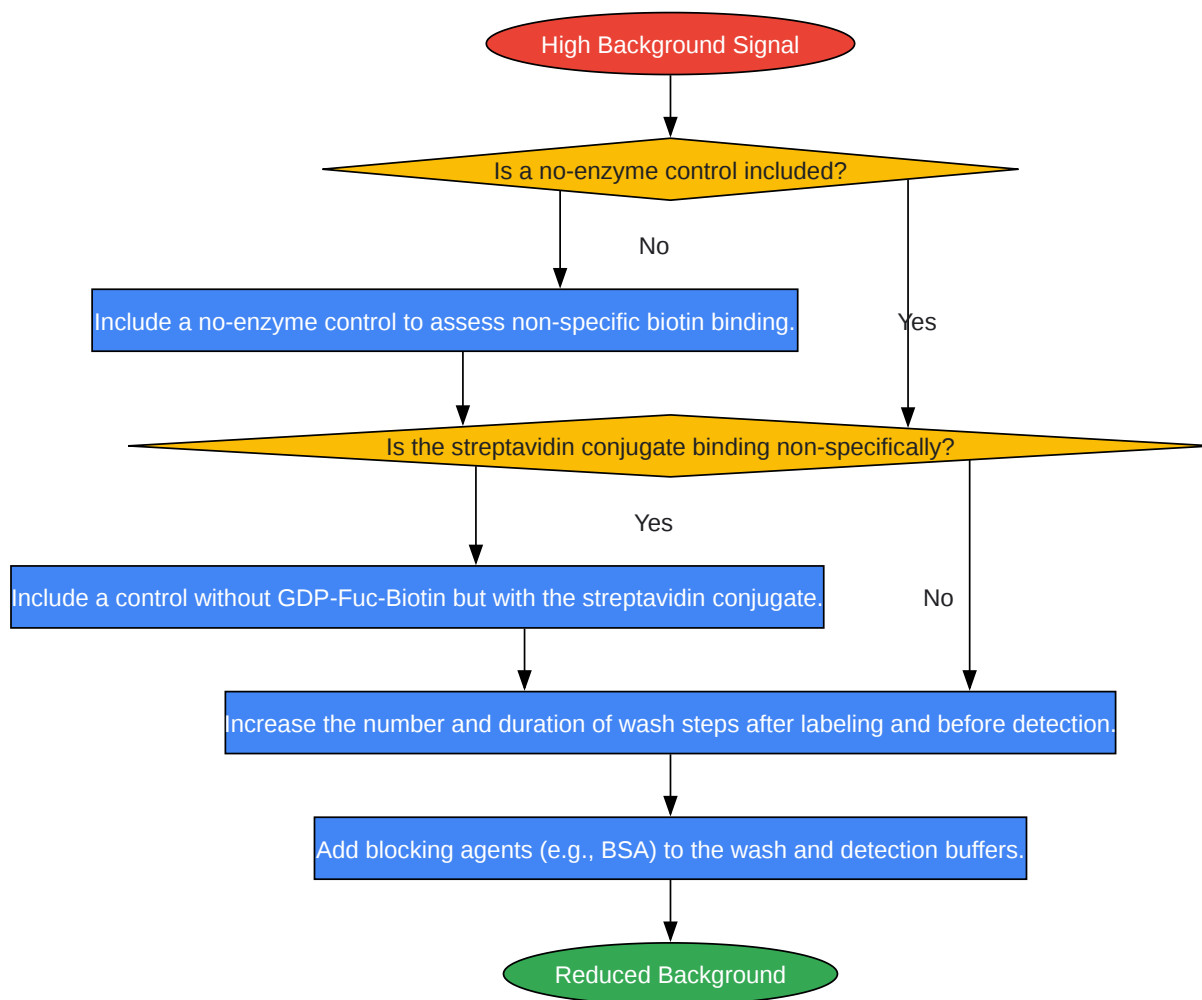 High Background Signal
Is a no-enzyme control included?
No
Include a no-enzyme control to assess non-specific biotin binding.
Yes
Is the streptavidin conjugate binding non-specifically?
Yes
Include a control without GDP-Fuc-Biotin but with the streptavidin conjugate.
No
Increase the number and duration of wash steps after labeling and before detection.
Add blocking agents (e.g., BSA) to the wash and detection buffers.
Reduced Background